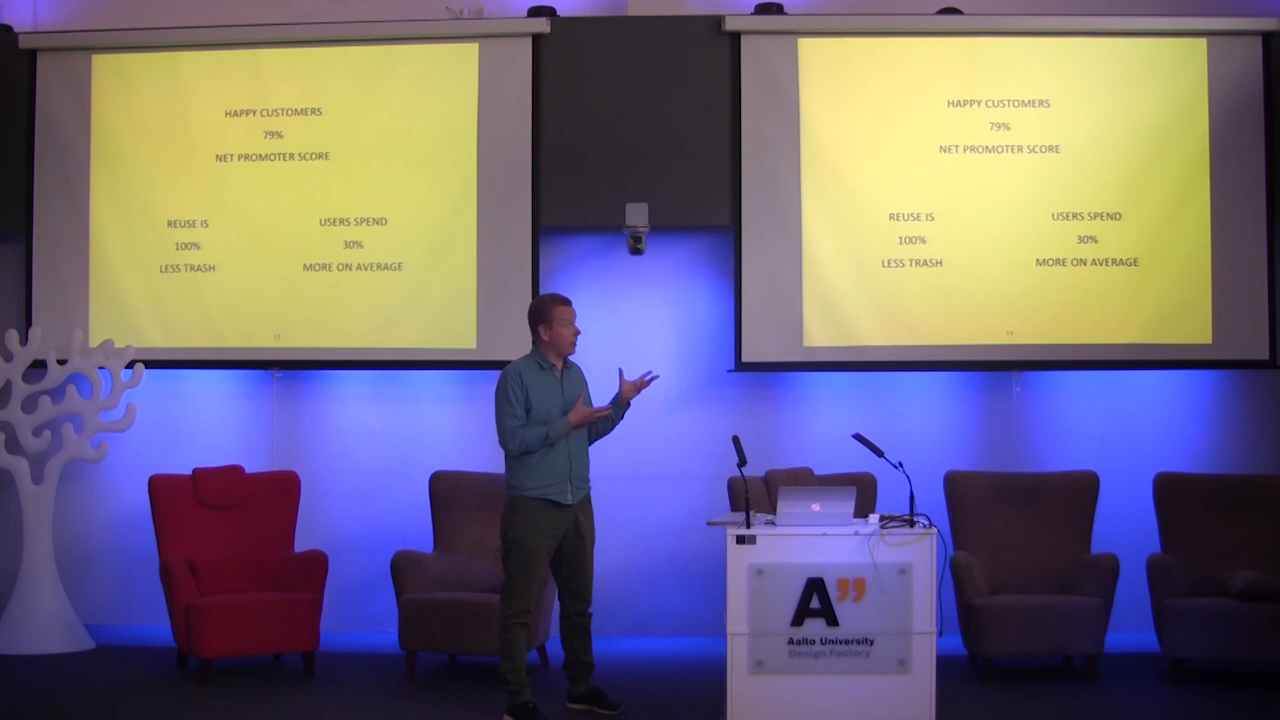 HAPPY CUSTOMERS
79%
NET PROMOTER SCORE
REUSE IS
100%
LESS TRASH
USERS SPEND
30%
MORE ON AVERAGE
11
HAPPY CUSTOMERS
79%
NET PROMOTER SCORE
REUSE IS
100%
LESS TRASH
USERS SPEND
30%
MORE ON AVERAGE
11
A”
Aalto University
Design Factory